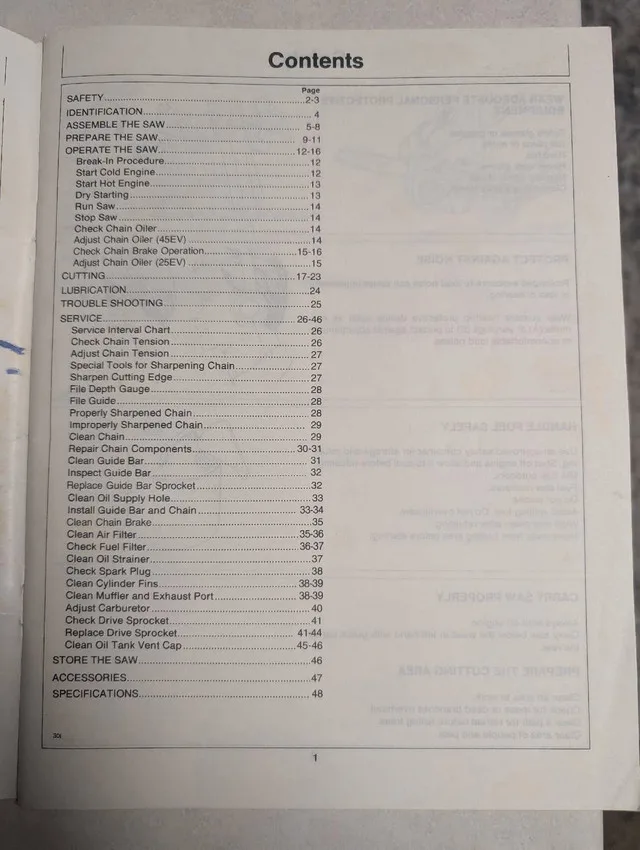 Contents
Page
SAFETY........2-3
IDENTIFICATION........4
ASSEMBLE THE SAW........5-8
PREPARE THE SAW........9-11
OPERATE THE SAW........12-16
Break-In Procedure........12
Start Cold Engine........12
Start Hot Engine........13
Dry Starting........13
Run Saw........14
Stop Saw........14
Check Chain Oiler........14
Adjust Chain Oiler (45EV)........14
Check Chain Brake Operation........15-16
Adjust Chain Oiler (25EV)........15
CUTTING........17-23
LUBRICATION........24
TROUBLE SHOOTING........25
SERVICE........26-46
Service Interval Chart........26
Check Chain Tension........26
Adjust Chain Tension........27
Special Tools for Sharpening Chain........27
Sharpen Cutting Edge........27
File Depth Gauge........28
File Guide........28
Properly Sharpened Chain........28
Improperly Sharpened Chain........29
Clean Chain........29
Repair Chain Components........30-31
Clean Guide Bar........31
Inspect Guide Bar........32
Replace Guide Bar Sprocket........32
Clean Oil Supply Hole........33
Install Guide Bar and Chain........33-34
Clean Chain Brake........35
Clean Air Filter........35-36
Check Fuel Filter........36-37
Clean Oil Strainer........37
Check Spark Plug........38
Clean Cylinder Fins........38-39
Clean Muffler and Exhaust Port........38-39
Adjust Carburetor........40
Check Drive Sprocket........41
Replace Drive Sprocket........41-44
Clean Oil Tank Vent Cap........45-46
STORE THE SAW........46
ACCESSORIES........47
SPECIFICATIONS........48
1